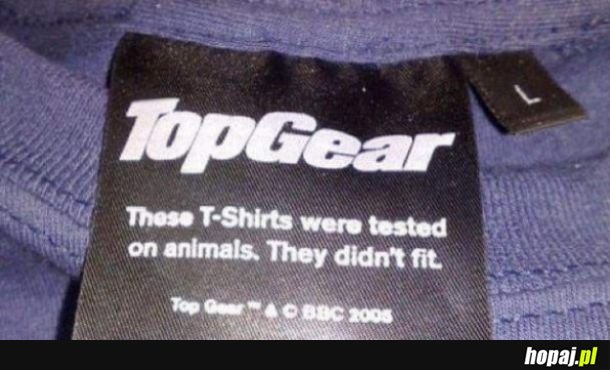 TopGear
L
These T-Shirts were tested
on animals. They didn't fit.
Top Gear™ & © BBC 2005
hopaj.pl